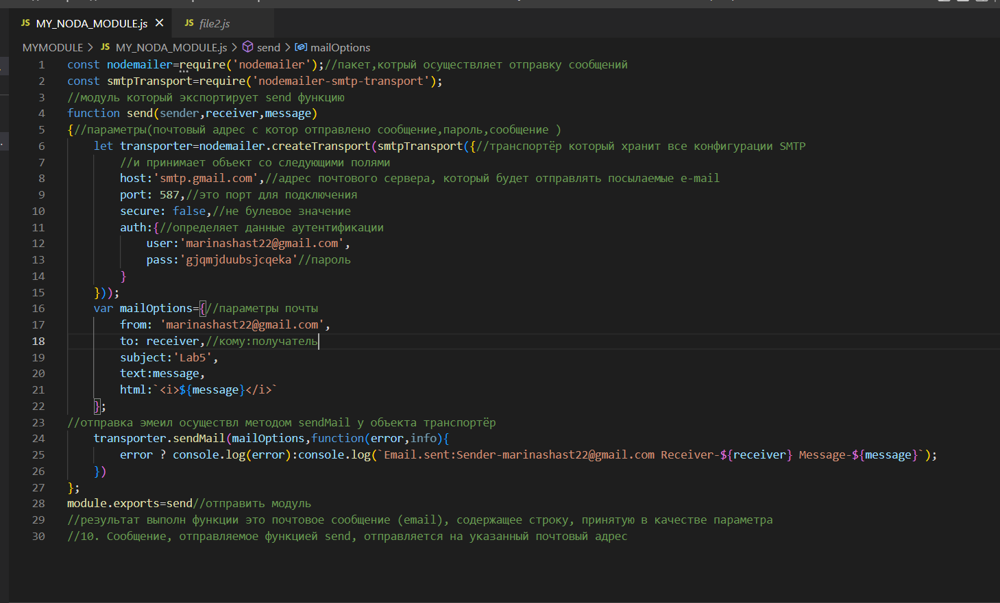 JS MY_NODA_MODULE.js × JS file2.js
MYMODULE > JS MY_NODA_MODULE.js > send > mailOptions
1 const nodemailer=require('nodemailer');//пакет,котрый осуществляет отправку сообщений
2 const smtpTransport=require('nodemailer-smtp-transport');
3 //модуль который экспортирует send функцию
4 function send(sender,receiver,message)
5 {//параметры(почтовый адрес с котор отправлено сообщение,пароль,сообщение )
6 let transporter=nodemailer.createTransport(smtpTransport({//транспортёр который хранит все конфигурации SMTP
7 //и принимает объект со следующими полями
8 host:'smtp.gmail.com',//адрес почтового сервера, который будет отправлять посылаемые e-mail
9 port: 587,//это порт для подключения
10 secure: false,//не булевое значение
11 auth:{//определяет данные аутентификации
12 user:'marinashast22@gmail.com',
13 pass:'gjqmjduubsjcqeka'//пароль
14 }
15 }));
16 var mailOptions={//параметры почты
17 from: 'marinashast22@gmail.com',
18 to: receiver,//кому:получатель
19 subject:'Lab5',
20 text:message,
21 html:`<i>${message}</i>`
22 };
23 //отправка эмеил осуществл методом sendMail у объекта транспортёр
24 transporter.sendMail(mailOptions,function(error,info){
25 error ? console.log(error):console.log(`Email.sent:Sender-marinashast22@gmail.com Receiver-${receiver} Message-${message}`);
26 })
27 };
28 module.exports=send//отправить модуль
29 //результат выполн функции это почтовое сообщение (email), содержащее строку, принятую в качестве параметра
30 //10. Сообщение, отправляемое функцией send, отправляется на указанный почтовый адрес